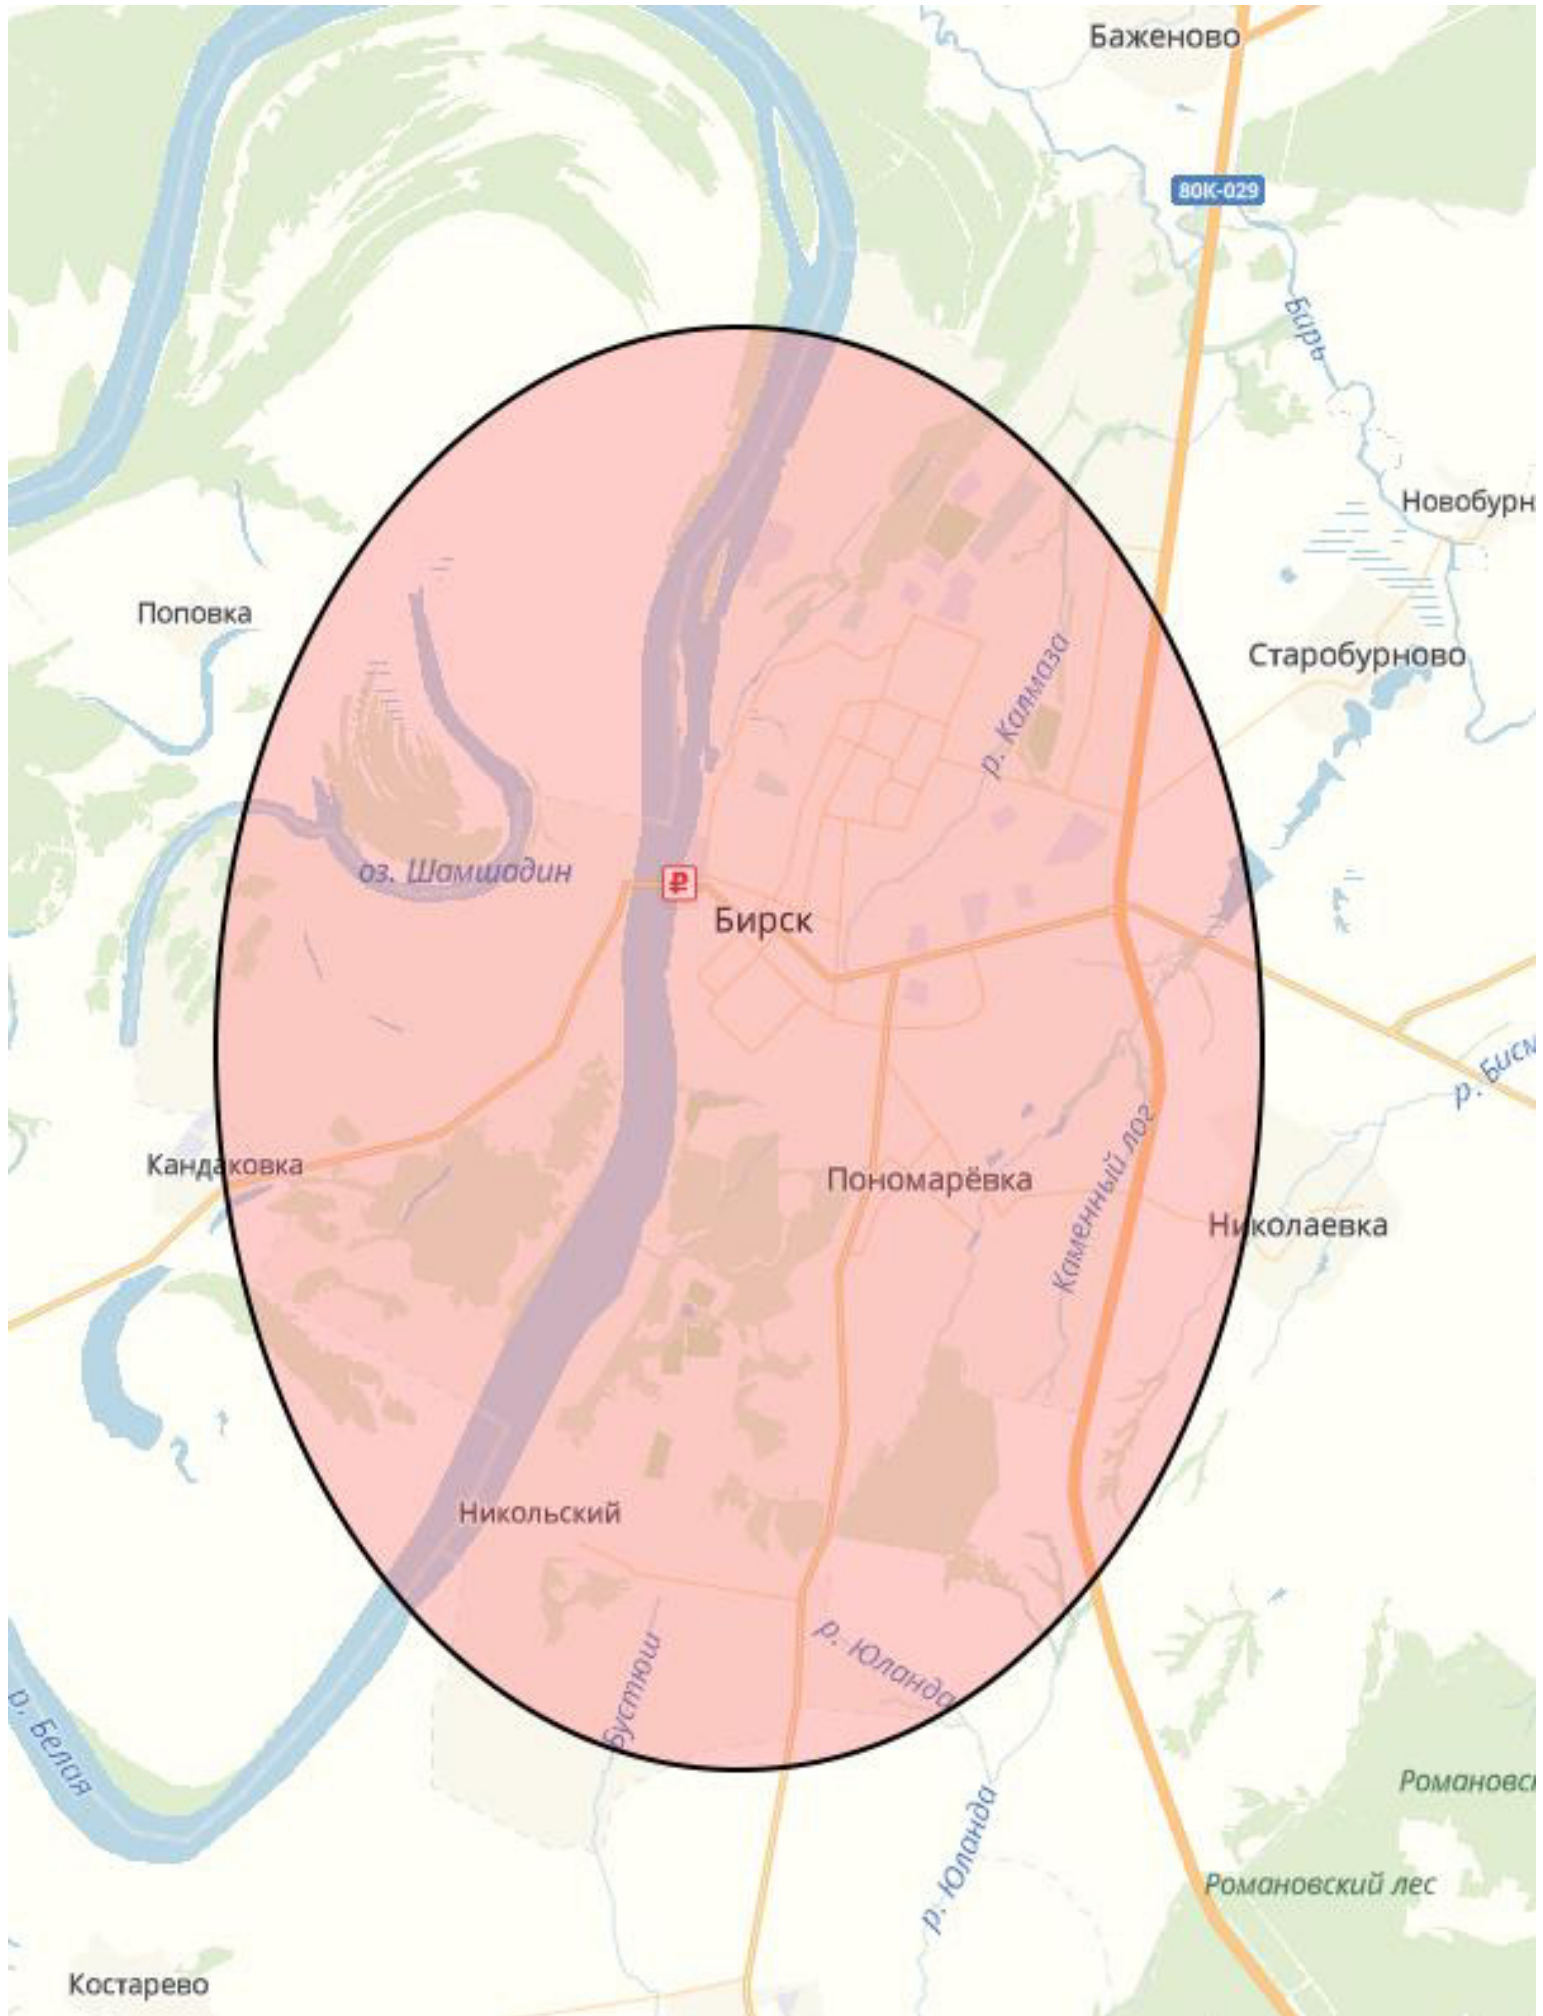 Баженово
80К-029
Бирь
Новобурн
Поповка
Старобурново
р. Калмаза
оз. Шамшадин
₽
Бирск
р. Бисм
Кандаковка
Пономарёвка
Каменный лог
Николаевка
Никольский
р. Юланда
Бустюш
р. Белая
Романовск
р. Юланда
Романовский лес
Костарево